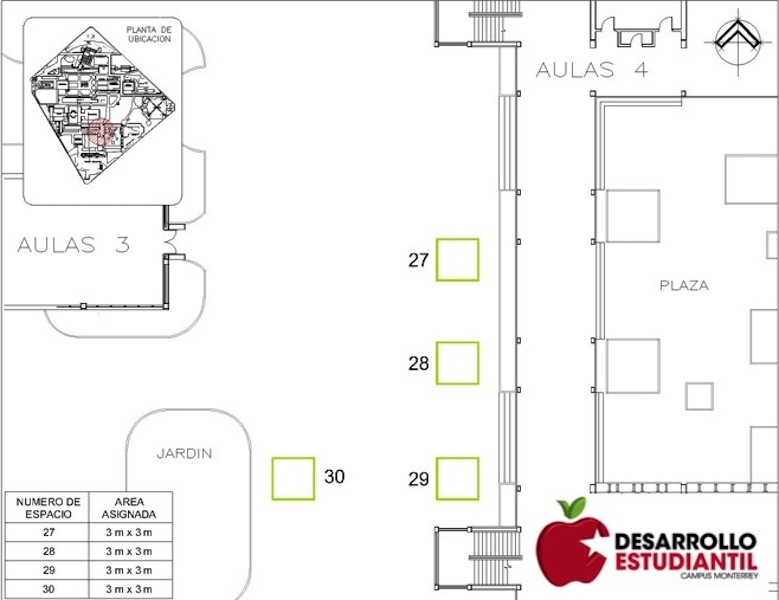 PLANTA DE
UBICACION
AULAS 4
AULAS 3
27
PLAZA
28
JARDIN
30
29
NUMERO DE ESPACIO
AREA ASIGNADA
27
3 m x 3 m
28
3 m x 3 m
29
3 m x 3 m
30
3 m x 3 m
DESARROLLO
ESTUDIANTIL
CAMPUS MONTERREY